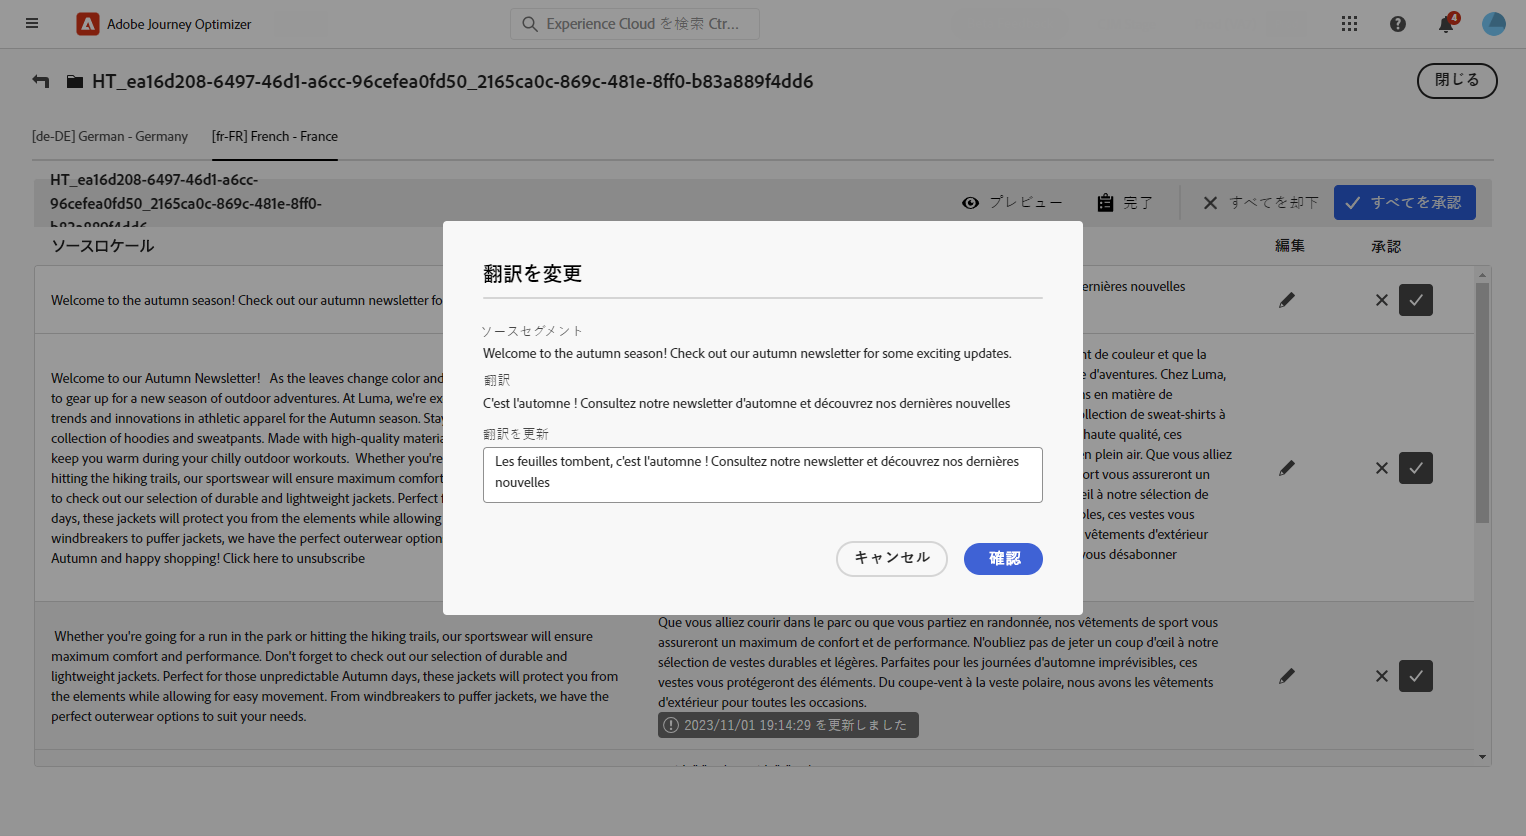 Adobe Journey Optimizer
Experience Cloud を検索 Ctr...
4
HT_ea16d208-6497-46d1-a6cc-96cefea0fd50_2165ca0c-869c-481e-8ff0-b83a889f4dd6
閉じる
[de-DE] German - Germany
[fr-FR] French - France
HT_ea16d208-6497-46d1-a6cc-
96cefea0fd50_2165ca0c-869c-481e-8ff0-
プレビュー
完了
すべてを却下
すべてを承認
ソースロケール
編集
承認
Welcome to the autumn season! Check out our autumn newsletter fo
ernières nouvelles
Welcome to our Autumn Newsletter! As the leaves change color and
to gear up for a new season of outdoor adventures. At Luma, we're ex
trends and innovations in athletic apparel for the Autumn season. Stay
collection of hoodies and sweatpants. Made with high-quality materia
keep you warm during your chilly outdoor workouts. Whether you're
hitting the hiking trails, our sportswear will ensure maximum comfort
to check out our selection of durable and lightweight jackets. Perfect f
days, these jackets will protect you from the elements while allowing
windbreakers to puffer jackets, we have the perfect outerwear option
Autumn and happy shopping! Click here to unsubscribe
nt de couleur et que la
e d'aventures. Chez Luma,
ns en matière de
ollection de sweat-shirts à
haute qualité, ces
en plein air. Que vous alliez
ort vous assureront un
eil à notre sélection de
bles, ces vestes vous
vêtements d'extérieur
vous désabonner
翻訳を変更
ソースセグメント
Welcome to the autumn season! Check out our autumn newsletter for some exciting updates.
翻訳
C'est l'automne ! Consultez notre newsletter d'automne et découvrez nos dernières nouvelles
翻訳を更新
Les feuilles tombent, c'est l'automne ! Consultez notre newsletter et découvrez nos dernières
nouvelles
キャンセル
確認
Whether you're going for a run in the park or hitting the hiking trails, our sportswear will ensure
maximum comfort and performance. Don't forget to check out our selection of durable and
lightweight jackets. Perfect for those unpredictable Autumn days, these jackets will protect you from
the elements while allowing for easy movement. From windbreakers to puffer jackets, we have the
perfect outerwear options to suit your needs.
Que vous alliez courir dans le parc ou que vous partiez en randonnée, nos vêtements de sport vous
assureront un maximum de confort et de performance. N'oubliez pas de jeter un coup d'œil à notre
sélection de vestes durables et légères. Parfaites pour les journées d'automne imprévisibles, ces
vestes vous protégeront des éléments. Du coupe-vent à la veste polaire, nous avons les vêtements
d'extérieur pour toutes les occasions.
2023/11/01 19:14:29 を更新しました